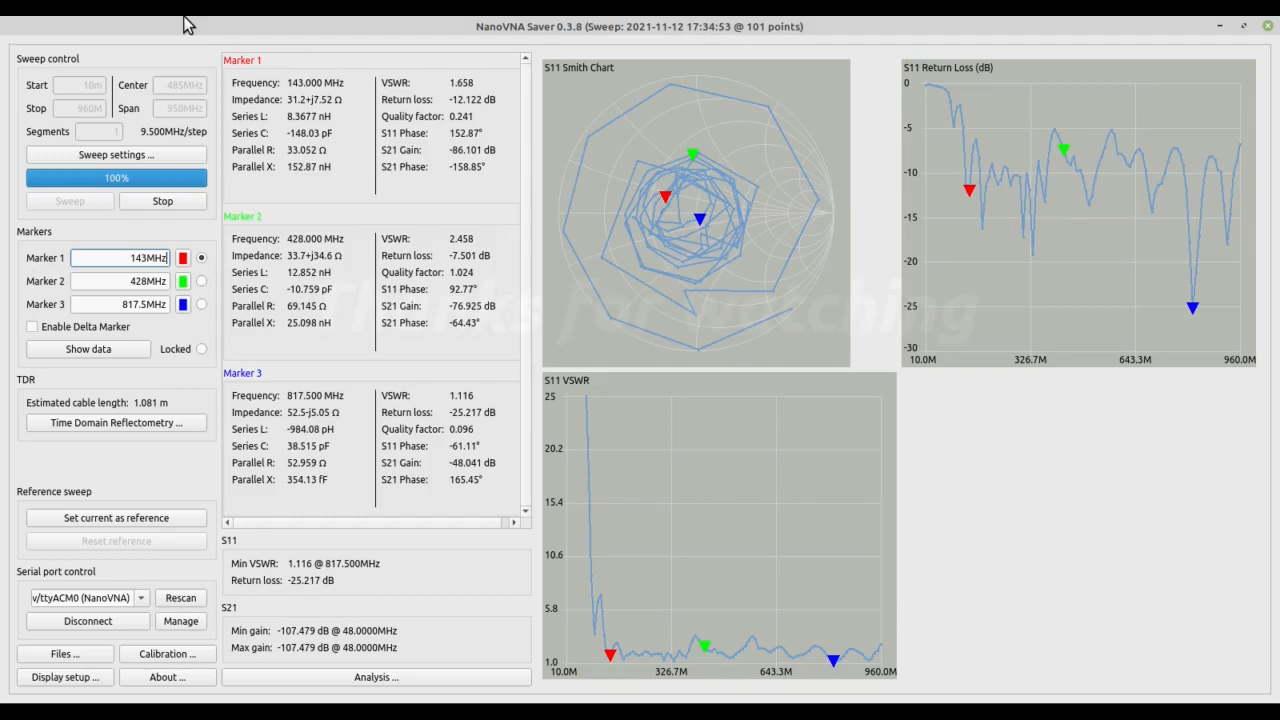 NanoVNA Saver 0.3.8 (Sweep: 2021-11-12 17:34:53 @ 101 points)
Sweep control
Start 10m Center 485MHz
Stop 960M Span 950MHz
Segments 1 9.500MHz/step
Sweep settings ...
100%
Sweep Stop
Markers
Marker 1 143MHz
Marker 2 428MHz
Marker 3 817.5MHz
Enable Delta Marker
Show data Locked
TDR
Estimated cable length: 1.081 m
Time Domain Reflectometry ...
Reference sweep
Set current as reference
Reset reference
Serial port control
v/ttyACM0 (NanoVNA) Rescan
Disconnect Manage
Files ... Calibration ...
Display setup ... About ...
Marker 1
Frequency: 143.000 MHz VSWR: 1.658
Impedance: 31.2+j7.52 Ω Return loss: -12.122 dB
Series L: 8.3677 nH Quality factor: 0.241
Series C: -148.03 pF S11 Phase: 152.87°
Parallel R: 33.052 Ω S21 Gain: -86.101 dB
Parallel X: 152.87 nH S21 Phase: -158.85°
Marker 2
Frequency: 428.000 MHz VSWR: 2.458
Impedance: 33.7+j34.6 Ω Return loss: -7.501 dB
Series L: 12.852 nH Quality factor: 1.024
Series C: -10.759 pF S11 Phase: 92.77°
Parallel R: 69.145 Ω S21 Gain: -76.925 dB
Parallel X: 25.098 nH S21 Phase: -64.43°
Marker 3
Frequency: 817.500 MHz VSWR: 1.116
Impedance: 52.5-j5.05 Ω Return loss: -25.217 dB
Series L: -984.08 pH Quality factor: 0.096
Series C: 38.515 pF S11 Phase: -61.11°
Parallel R: 52.959 Ω S21 Gain: -48.041 dB
Parallel X: 354.13 fF S21 Phase: 165.45°
S11
Min VSWR: 1.116 @ 817.500MHz
Return loss: -25.217 dB
S21
Min gain: -107.479 dB @ 48.0000MHz
Max gain: -107.479 dB @ 48.0000MHz
Analysis ...
S11 Smith Chart
S11 Return Loss (dB)
0
-5
-10
-15
-20
-25
-30
10.0M 326.7M 643.3M 960.0M
Thanks for watching
S11 VSWR
25
20.2
15.4
10.6
5.8
1.0
10.0M 326.7M 643.3M 960.0M